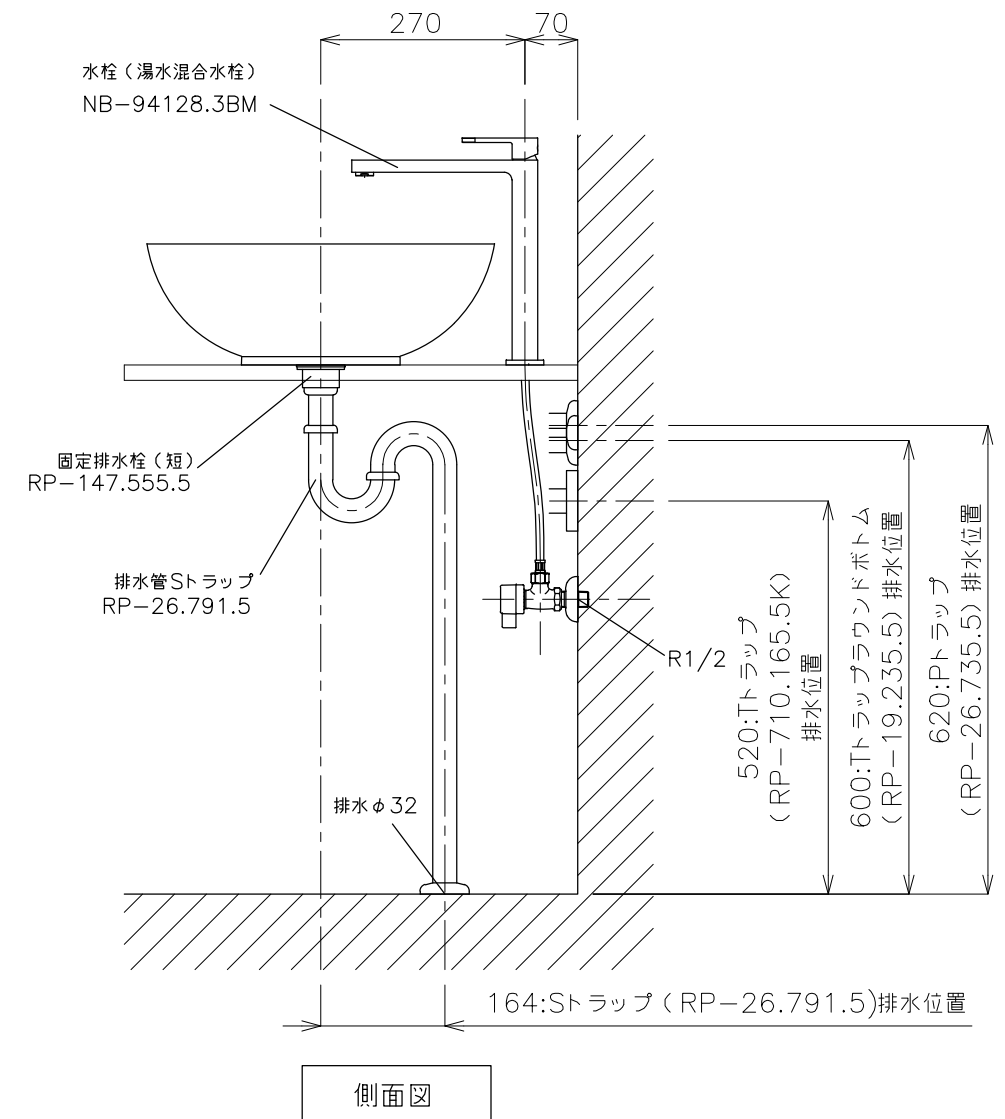 270
70
水栓（湯水混合水栓）
NB-94128.3BM
固定排水栓（短）
RP-147.555.5
排水管Sトラップ
RP-26.791.5
R1/2
排水φ32
520:Tトラップ
(RP-710.165.5K)
排水位置
600:Tトラップラウンドボトム
(RP-19.235.5) 排水位置
620:Pトラップ
(RP-26.735.5) 排水位置
164:Sトラップ（RP-26.791.5)排水位置
側面図